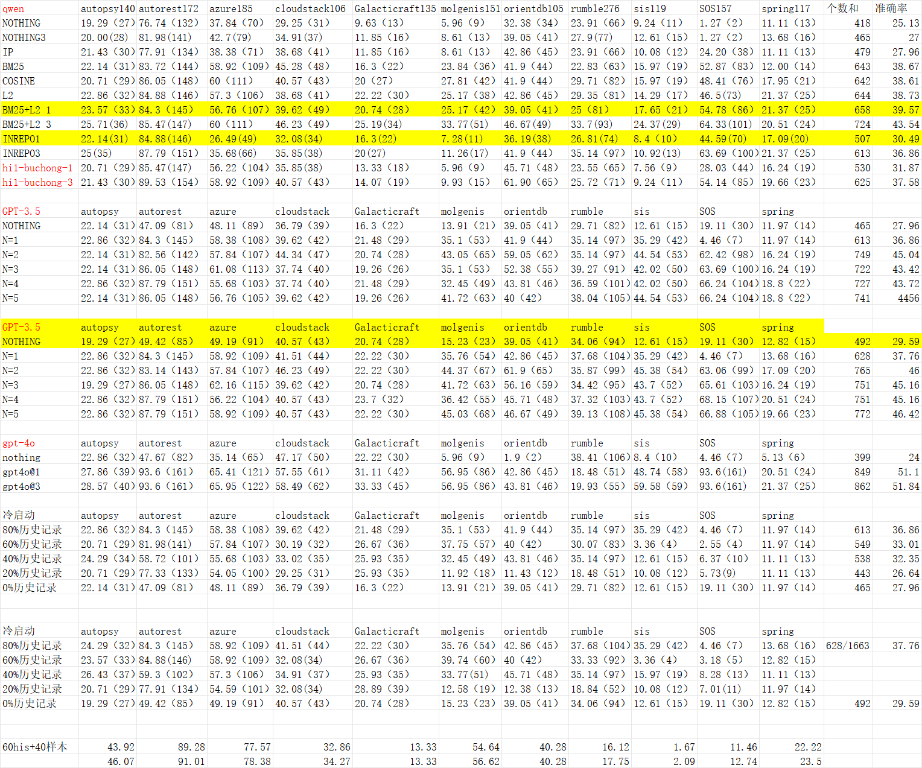 qwen autopsy140 autorest172 azure185 cloudstack106 Galacticraft135 molgenis151 orientdb105 rumble276 sis119 SOS157 spring117 个数和 准确率
NOTHING 19.29 (27) 76.74 (132) 37.84 (70) 29.25 (31) 9.63 (13) 5.96 (9) 32.38 (34) 23.91 (66) 9.24 (11) 1.27 (2) 11.11 (13) 418 25.13
NOTHING3 20.00(28) 81.98(141) 42.7(79) 34.91(37) 11.85 (16) 8.61 (13) 39.05 (41) 27.9(77) 12.61 (15) 1.27 (2) 13.68 (16) 465 27
IP 21.43 (30) 77.91 (134) 38.38 (71) 38.68 (41) 11.85 (16) 8.61 (13) 42.86 (45) 23.91 (66) 10.08 (12) 24.20 (38) 11.11 (13) 479 27.96
BM25 22.14 (31) 83.72 (144) 58.92 (109) 45.28 (48) 16.3 (22) 23.84 (36) 41.9 (44) 22.83 (63) 15.97 (19) 52.87 (83) 12.00 (14) 643 38.67
COSINE 20.71 (29) 86.05 (148) 60 (111) 40.57 (43) 20 (27) 27.81 (42) 41.9 (44) 29.71 (82) 15.97 (19) 48.41 (76) 17.95 (21) 642 38.61
L2 22.86 (32) 84.88 (146) 57.3 (106) 38.68 (41) 22.22 (30) 25.17 (38) 42.86 (45) 29.35 (81) 14.29 (17) 46.5(73) 21.37 (25) 644 38.73
BM25+L2 1 23.57 (33) 84.3 (145) 56.76 (107) 39.62 (49) 20.74 (28) 25.17 (42) 39.05 (41) 25 (81) 17.65 (21) 54.78 (86) 21.37 (25) 658 39.57
BM25+L2 3 25.71(36) 85.47(147) 60 (111) 46.23 (49) 25.19(34) 33.77(51) 46.67(49) 33.7(93) 24.37(29) 64.33(101) 20.51 (24) 724 43.54
INREPO1 22.14(31) 84.88(146) 26.49(49) 32.08(34) 16.3(22) 7.28(11) 36.19(38) 26.81(74) 8.4 (10) 44.59(70) 17.09(20) 507 30.49
INREPO3 25(35) 87.79 (151) 35.68(66) 35.85(38) 20(27) 11.26(17) 41.9 (44) 35.14 (97) 10.92(13) 63.69 (100) 21.37 (25) 613 36.86
hil-buchong-1 20.71 (29) 85.47(147) 56.22 (104) 35.85(38) 13.33 (18) 5.96 (9) 45.71 (48) 23.55 (65) 7.56 (9) 28.03 (44) 16.24 (19) 530 31.87
hil-buchong-3 21.43 (30) 89.53 (154) 58.92 (109) 40.57 (43) 14.07 (19) 9.93 (15) 61.90 (65) 25.72 (71) 9.24 (11) 54.14 (85) 19.66 (23) 625 37.58
GPT-3.5 autopsy autorest azure cloudstack Galacticraft molgenis orientdb rumble sis SOS spring
NOTHING 22.14 (31) 47.09 (81) 48.11 (89) 36.79 (39) 16.3 (22) 13.91 (21) 39.05 (41) 29.71 (82) 12.61 (15) 19.11 (30) 11.97 (14) 465 27.96
N=1 22.86 (32) 84.3 (145) 58.38 (108) 39.62 (42) 21.48 (29) 35.1 (53) 41.9 (44) 35.14 (97) 35.29 (42) 4.46 (7) 11.97 (14) 613 36.86
N=2 22.14 (31) 82.56 (142) 57.84 (107) 44.34 (47) 20.74 (28) 43.05 (65) 59.05 (62) 35.14 (97) 44.54 (53) 62.42 (98) 16.24 (19) 749 45.04
N=3 22.14 (31) 86.05 (148) 61.08 (113) 37.74 (40) 19.26 (26) 35.1 (53) 52.38 (55) 39.27 (91) 42.02 (50) 63.69 (100) 16.24 (19) 722 43.42
N=4 22.86 (32) 87.79 (151) 55.68 (103) 37.74 (40) 21.48 (29) 32.45 (49) 43.81 (46) 36.59 (101) 42.02 (50) 66.24 (104) 18.8 (22) 727 43.72
N=5 22.14 (31) 86.05 (148) 56.76 (105) 39.62 (42) 19.26 (26) 41.72 (63) 40 (42) 38.04 (105) 44.54 (53) 66.24 (104) 18.8 (22) 741 4456
GPT-3.5 autopsy autorest azure cloudstack Galacticraft molgenis orientdb rumble sis SOS spring
NOTHING 19.29 (27) 49.42 (85) 49.19 (91) 40.57 (43) 20.74 (28) 15.23 (23) 39.05 (41) 34.06 (94) 12.61 (15) 19.11 (30) 12.82 (15) 492 29.59
N=1 22.86 (32) 84.3 (145) 58.92 (109) 41.51 (44) 22.22 (30) 35.76 (54) 42.86 (45) 37.68 (104) 35.29 (42) 4.46 (7) 13.68 (16) 628 37.76
N=2 22.86 (32) 83.14 (143) 57.84 (107) 46.23 (49) 22.22 (30) 44.37 (67) 61.9 (65) 35.87 (99) 45.38 (54) 63.06 (99) 17.09 (20) 765 46
N=3 19.29 (27) 86.05 (148) 62.16 (115) 39.62 (42) 20.74 (28) 41.72 (63) 56.16 (59) 34.42 (95) 43.7 (52) 65.61 (103) 16.24 (19) 751 45.16
N=4 22.86 (32) 87.79 (151) 56.22 (104) 40.57 (43) 23.7 (32) 36.42 (55) 45.71 (48) 37.32 (103) 43.7 (52) 68.15 (107) 20.51 (24) 751 45.16
N=5 22.86 (32) 87.79 (151) 58.92 (109) 40.57 (43) 22.22 (30) 45.03 (68) 46.67 (49) 39.13 (108) 45.38 (54) 66.88 (105) 19.66 (23) 772 46.42
gpt-4o autopsy autorest azure cloudstack Galacticraft molgenis orientdb rumble sis SOS spring
nothing 22.86 (32) 47.67 (82) 35.14 (65) 47.17 (50) 22.22 (30) 5.96 (9) 1.9 (2) 38.41 (106) 8.4 (10) 22.29 (35) 5.13 (6) 399 24
gpt4o@1 27.86 (39) 93.6 (161) 65.41 (121) 57.55 (61) 31.11 (42) 56.95 (86) 42.86 (45) 18.48 (51) 48.74 (58) 93.6(161) 20.51 (24) 849 51.1
gpt4o@3 28.57 (40) 93.6 (161) 65.95 (122) 58.49 (62) 33.33 (45) 56.95 (86) 43.81 (46) 19.93 (55) 59.58 (59) 93.6(161) 21.37 (25) 862 51.84
冷启动 autopsy autorest azure cloudstack Galacticraft molgenis orientdb rumble sis SOS spring
80%历史记录 22.86 (32) 84.3 (145) 58.38 (108) 39.62 (42) 21.48 (29) 35.1 (53) 41.9 (44) 35.14 (97) 35.29 (42) 4.46 (7) 11.97 (14) 613 36.86
60%历史记录 20.71 (29) 81.98(141) 57.84 (107) 30.19 (32) 26.67 (36) 37.75 (57) 40 (42) 30.07 (83) 3.36 (4) 2.55 (4) 11.97 (14) 549 33.01
40%历史记录 24.29 (34) 58.72 (101) 55.68 (103) 33.02 (35) 25.93 (35) 32.45 (49) 43.81 (46) 35.14 (97) 12.61 (15) 6.37 (10) 11.11 (13) 538 32.35
20%历史记录 20.71 (29) 77.33 (133) 54.05 (100) 29.25 (31) 25.93 (35) 11.92 (18) 11.43 (12) 18.48 (51) 10.08 (12) 5.73(9) 11.11 (13) 443 26.64
0%历史记录 22.14 (31) 47.09 (81) 48.11 (89) 36.79 (39) 16.3 (22) 13.91 (21) 39.05 (41) 29.71 (82) 12.61 (15) 19.11 (30) 11.97 (14) 465 27.96
冷启动 autopsy autorest azure cloudstack Galacticraft molgenis orientdb rumble sis SOS spring
80%历史记录 24.29 (32) 84.3 (145) 58.92 (109) 41.51 (44) 22.22 (30) 35.76 (54) 42.86 (45) 37.68 (104) 35.29 (42) 4.46 (7) 13.68 (16) 628/1663 37.76
60%历史记录 23.57 (33) 84.88(146) 58.92 (109) 32.08(34) 26.67 (36) 39.74 (60) 40 (42) 33.33 (92) 3.36 (4) 3.18 (5) 12.82 (15)
40%历史记录 26.43 (37) 59.3 (102) 57.3 (106) 34.91 (37) 25.93 (35) 33.77(51) 45.71 (48) 35.14 (97) 15.97 (19) 8.28 (13) 11.11 (13)
20%历史记录 20.71 (29) 77.91 (134) 54.59 (101) 32.08(34) 28.89 (39) 12.58 (19) 12.38 (13) 18.84 (52) 10.08 (12) 7.01(11) 11.97 (14)
0%历史记录 19.29 (27) 49.42 (85) 49.19 (91) 40.57 (43) 20.74 (28) 15.23 (23) 39.05 (41) 34.06 (94) 12.61 (15) 19.11 (30) 12.82 (15) 492 29.59
60his+40样本 43.92 89.28 77.57 32.86 13.33 54.64 40.28 16.12 1.67 11.46 22.22
46.07 91.01 78.38 34.27 13.33 56.62 40.28 17.75 2.09 12.74 23.5